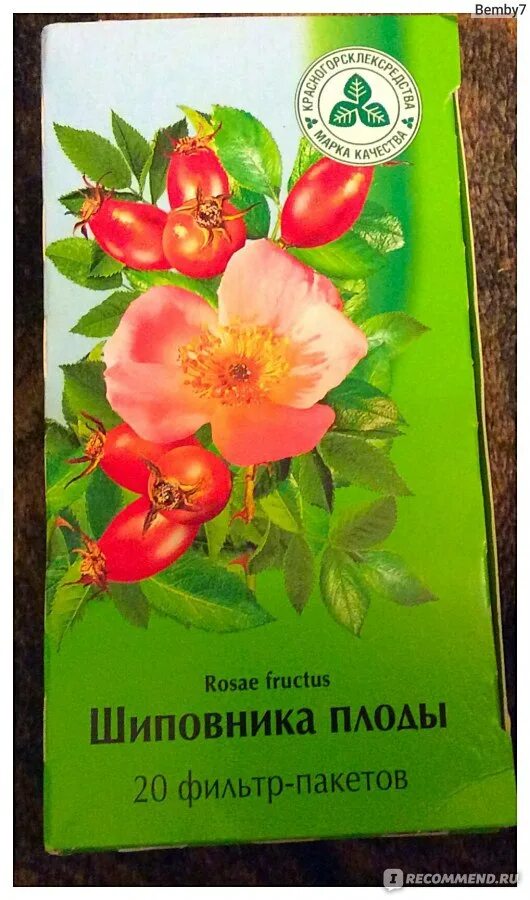 Bemby7
КРАСНОГОРСКЛЕКСРЕДСТВА
МАРКА КАЧЕСТВА
Rosae fructus
Шиповника плоды
20 фильтр-пакетов
I RECOMMEND.RU